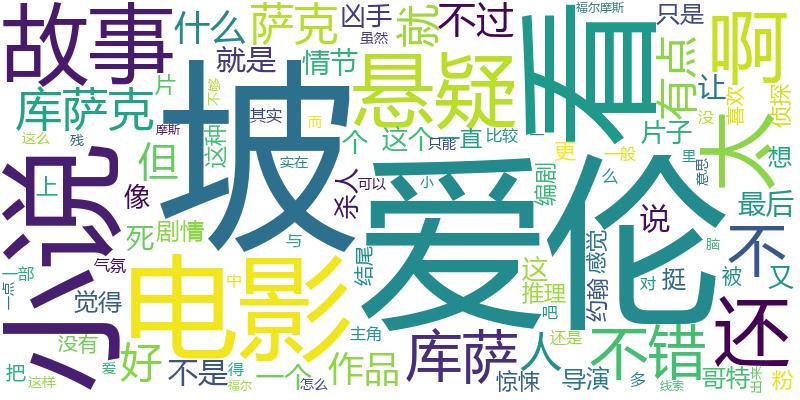 故事
什么
萨克
凶手
虽然
就
不过
福尔摩斯
只是
看
啊
片
就是
情节
悬疑
有点
让
没
喜欢
侦探
库萨克
不够
其实
而
这么
残
摩斯
这种
个
这个
一直
比较
一
片子
只能
更
一般
里
意思
想
大
坡
但
小说
上
像
杀人
可以
小
编剧
么
说
最后
死
剧情
实在
爱伦
与
气氛
电影
中
结尾
这
推理
感觉
约翰
不
对
挺
脑
被
又
一部
一点
觉得
吧
还
没有
好
主角
库萨
人
还是
不错
把
这样
爱
不是
福尔
得
一个
怎么
作品
惊悚
导演
多
线索
哥特
出来
粉